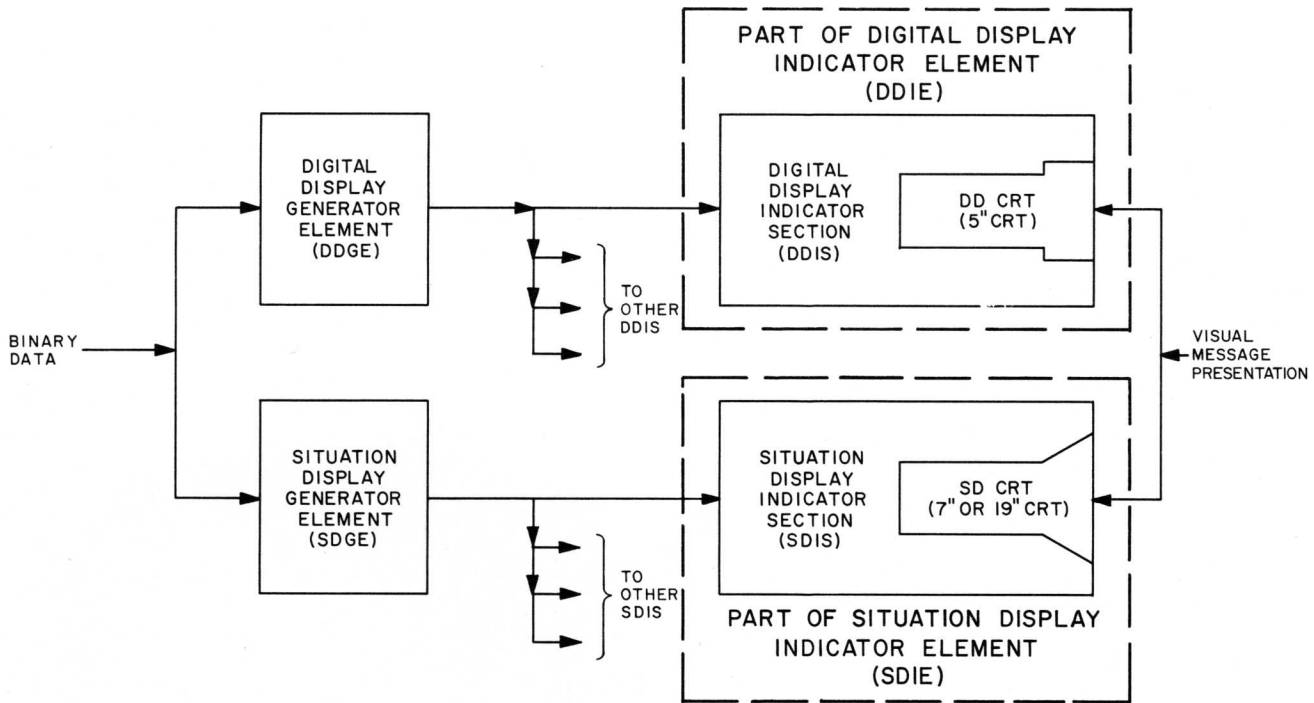 PART OF DIGITAL DISPLAY
INDICATOR ELEMENT
(DDIE)
DIGITAL
DISPLAY
GENERATOR
ELEMENT
(DDGE)
DIGITAL
DISPLAY
INDICATOR
SECTION
(DDIS)
DD CRT
(5" CRT)
TO
OTHER
DDIS
BINARY
DATA
VISUAL
MESSAGE
PRESENTATION
SITUATION
DISPLAY
GENERATOR
ELEMENT
(SDGE)
SITUATION
DISPLAY
INDICATOR
SECTION
(SDIS)
SD CRT
(7" OR 19" CRT)
TO
OTHER
SDIS
PART OF SITUATION DISPLAY
INDICATOR ELEMENT
(SDIE)